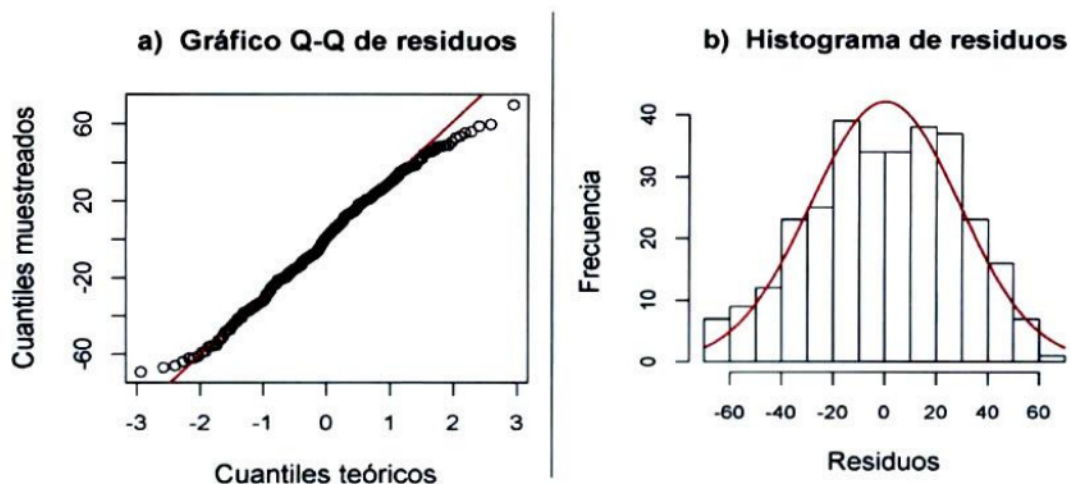 a) Gráfico Q-Q de residuos
Cuantiles muestreados
60
20
-20
-60
-3 -2 -1 0 1 2 3
Cuantiles teóricos
b) Histograma de residuos
Frecuencia
40
30
20
10
0
-60 -40 -20 0 20 40 60
Residuos